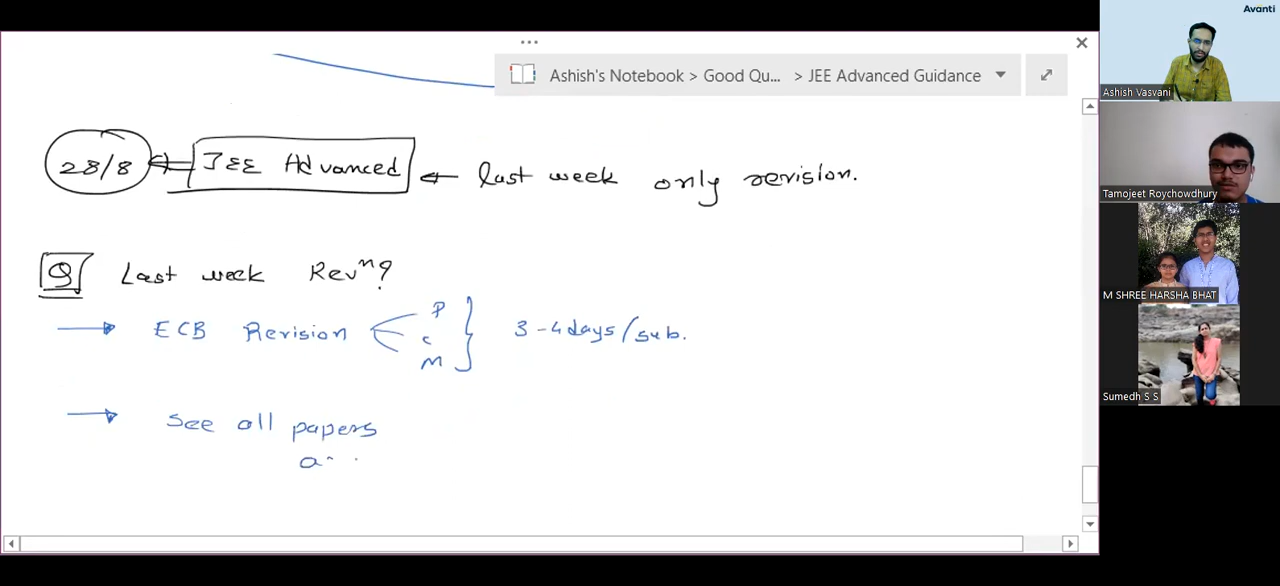 Avanti
Ashish's Notebook > Good Qu... > JEE Advanced Guidance
Ashish Vasvani
28/8 JEE Advanced last week only revision.
Tamojeet Roychowdhury
Q Last week Revⁿ?
M SHREE HARSHA BHAT
ECB Revision P C M 3-4days/sub.
Sumedh S S
See all papers